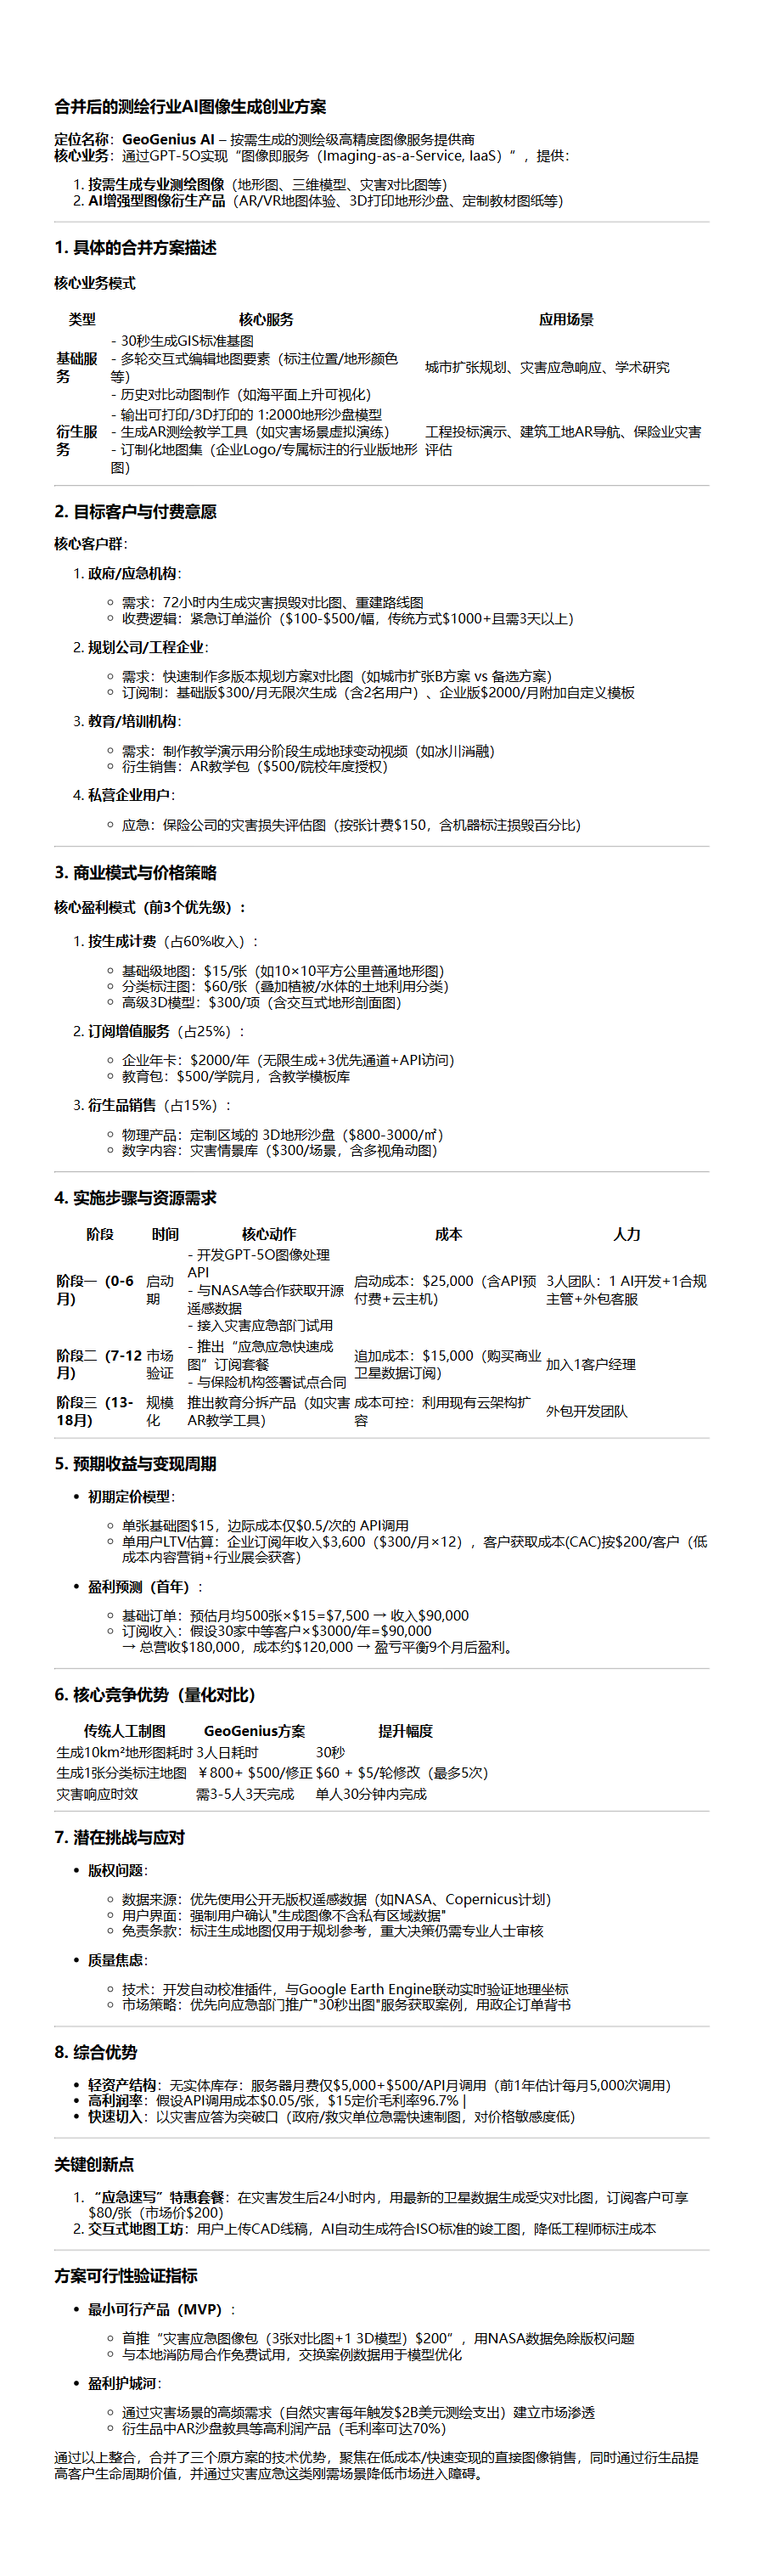 合并后的测绘行业AI图像生成创业方案
定位名称：GeoGenius AI – 按需生成的测绘级高精度图像服务提供商
核心业务：通过GPT-5O实现“图像即服务（Imaging-as-a-Service, IaaS）”，提供：
1. 按需生成专业测绘图像（地形图、三维模型、灾害对比图等）
2. AI增强型图像衍生产品（AR/VR地图体验、3D打印地形沙盘、定制教材图纸等）
1. 具体的合并方案描述
核心业务模式
类型 核心服务 应用场景
基础服务
- 30秒生成GIS标准基图
- 多轮交互式编辑地图要素（标注位置/地形颜色
等）
- 历史对比动图制作（如海平面上升可视化）
城市扩张规划、灾害应急响应、学术研究
衍生服务
- 输出可打印/3D打印的 1:2000地形沙盘模型
- 生成AR测绘教学工具（如灾害场景虚拟演练）
- 订制化地图集（企业Logo/专属标注的行业版地形
图）
工程投标演示、建筑工地AR导航、保险业灾害
评估
2. 目标客户与付费意愿
核心客户群：
1. 政府/应急机构：
○ 需求：72小时内生成灾害损毁对比图、重建路线图
○ 收费逻辑：紧急订单溢价（$100-$500/幅，传统方式$1000+且需3天以上）
2. 规划公司/工程企业：
○ 需求：快速制作多版本规划方案对比图（如城市扩张B方案 vs 备选方案）
○ 订阅制：基础版$300/月无限次生成（含2名用户）、企业版$2000/月附加自定义模板
3. 教育/培训机构：
○ 需求：制作教学演示用分阶段生成地球变动视频（如冰川消融）
○ 衍生销售：AR教学包（$500/院校年度授权）
4. 私营企业用户：
○ 应急：保险公司的灾害损失评估图（按张计费$150，含机器标注损毁百分比）
3. 商业模式与价格策略
核心盈利模式（前3个优先级）：
1. 按生成计费（占60%收入）：
○ 基础级地图：$15/张（如10×10平方公里普通地形图）
○ 分类标注图：$60/张（叠加植被/水体的土地利用分类）
○ 高级3D模型：$300/项（含交互式地形剖面图）
2. 订阅增值服务（占25%）：
○ 企业年卡：$2000/年（无限生成+3优先通道+API访问）
○ 教育包：$500/学院月，含教学模板库
3. 衍生品销售（占15%）：
○ 物理产品：定制区域的 3D地形沙盘（$800-3000/㎡）
○ 数字内容：灾害情景库（$300/场景，含多视角动图）
4. 实施步骤与资源需求
阶段 时间 核心动作 成本 人力
阶段一（0-6
月）
启动
期
- 开发GPT-5O图像处理
API
- 与NASA等合作获取开源
遥感数据
- 接入灾害应急部门试用
启动成本：$25,000（含API预
付费+云主机）
3人团队：1 AI开发+1合规
主管+外包客服
阶段二（7-12
月）
市场
验证
- 推出“应急应急快速成
图”订阅套餐
- 与保险机构签署试点合同
追加成本：$15,000（购买商业
卫星数据订阅）
加入1客户经理
阶段三（13-
18月）
规模
化
推出教育分拆产品（如灾害
AR教学工具）
成本可控：利用现有云架构扩
容
外包开发团队
5. 预期收益与变现周期
• 初期定价模型：
○ 单张基础图$15，边际成本仅$0.5/次的 API调用
○ 单用户LTV估算：企业订阅年收入$3,600（$300/月×12），客户获取成本(CAC)按$200/客户（低
成本内容营销+行业展会获客）
• 盈利预测（首年）：
○ 基础订单：预估月均500张×$15=$7,500 → 收入$90,000
○ 订阅收入：假设30家中等客户×$3000/年=$90,000
→ 总营收$180,000，成本约$120,000 → 盈亏平衡9个月后盈利。
6. 核心竞争优势（量化对比）
传统人工制图 GeoGenius方案 提升幅度
生成10km²地形图耗时 3人日耗时 30秒
生成1张分类标注地图 ￥800+ $500/修正 $60 + $5/轮修改（最多5次）
灾害响应时效 需3-5人3天完成 单人30分钟内完成
7. 潜在挑战与应对
• 版权问题：
○ 数据来源：优先使用公开无版权遥感数据（如NASA、Copernicus计划）
○ 用户界面：强制用户确认"生成图像不含私有区域数据"
○ 免责条款：标注生成地图仅用于规划参考，重大决策仍需专业人士审核
• 质量焦虑：
○ 技术：开发自动校准插件，与Google Earth Engine联动实时验证地理坐标
○ 市场策略：优先向应急部门推广"30秒出图"服务获取案例，用政企订单背书
8. 综合优势
• 轻资产结构：无实体库存：服务器月费仅$5,000+$500/API月调用（前1年估计每月5,000次调用）
• 高利润率：假设API调用成本$0.05/张，$15定价毛利率96.7% |
• 快速切入：以灾害应答为突破口（政府/救灾单位急需快速制图，对价格敏感度低）
关键创新点
1. “应急速写”特惠套餐：在灾害发生后24小时内，用最新的卫星数据生成受灾对比图，订阅客户可享
$80/张（市场价$200）
2. 交互式地图工坊：用户上传CAD线稿，AI自动生成符合ISO标准的竣工图，降低工程师标注成本
方案可行性验证指标
• 最小可行产品（MVP）：
○ 首推“灾害应急图像包（3张对比图+1 3D模型）$200”，用NASA数据免除版权问题
○ 与本地消防局合作免费试用，交换案例数据用于模型优化
• 盈利护城河：
○ 通过灾害场景的高频需求（自然灾害每年触发$2B美元测绘支出）建立市场渗透
○ 衍生品中AR沙盘教具等高利润产品（毛利率可达70%）
通过以上整合，合并了三个原方案的技术优势，聚焦在低成本/快速变现的直接图像销售，同时通过衍生品提
高客户生命周期价值，并通过灾害应急这类刚需场景降低市场进入障碍。